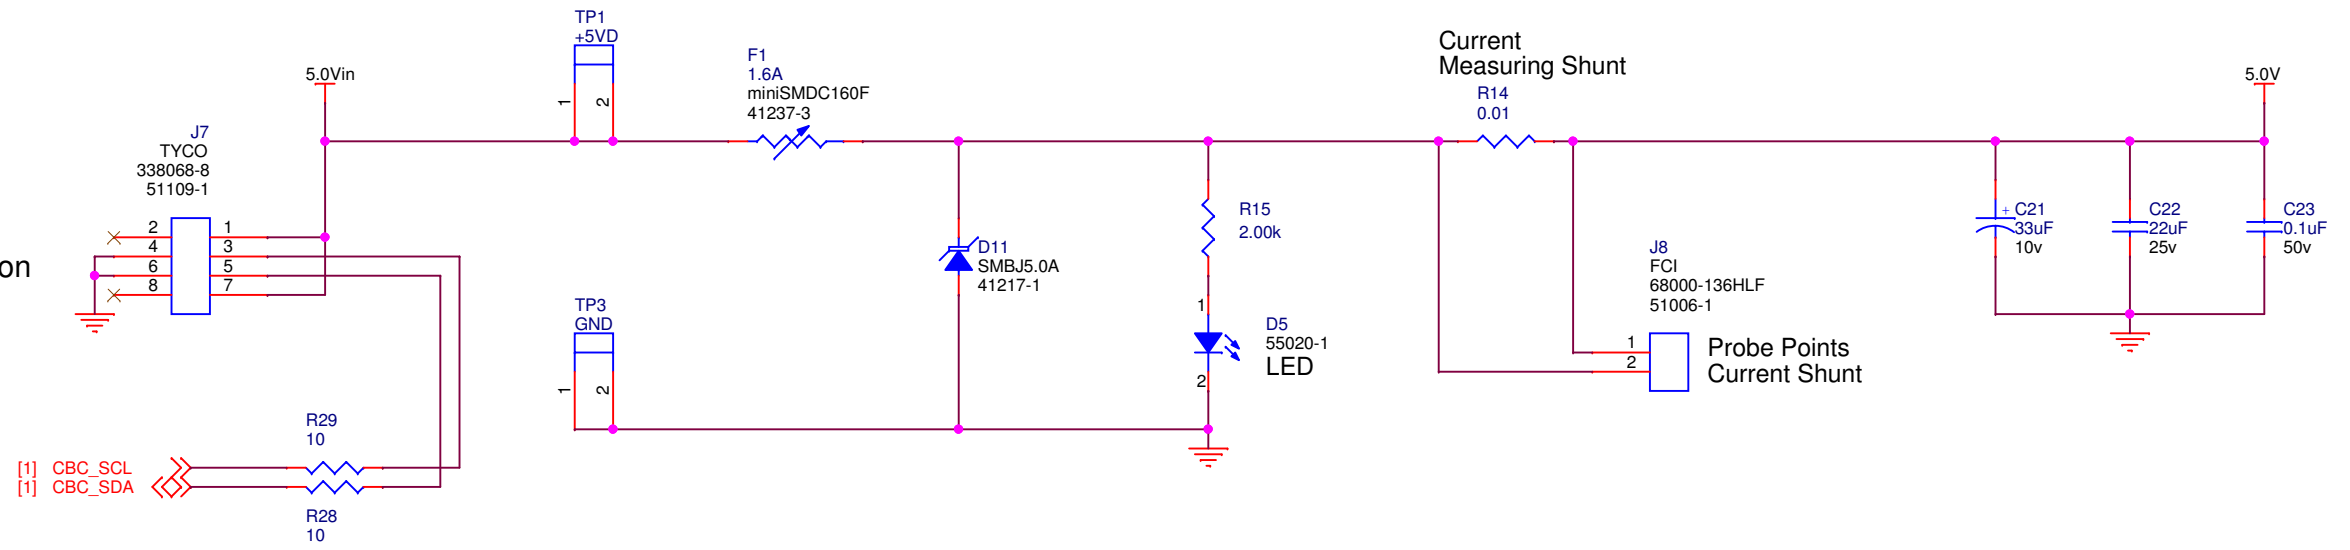 TP1
+5VD
1
2
F1
1.6A
miniSMDC160F
41237-3
Current
Measuring Shunt
R14
0.01
5.0Vin
5.0V
J7
TYCO
338068-8
51109-1
2
4
6
8
1
3
5
7
on
D11
SMBJ5.0A
41217-1
R15
2.00k
1
D5
55020-1
LED
2
J8
FCI
68000-136HLF
51006-1
1
2
Probe Points
Current Shunt
+
C21
33uF
10v
C22
22uF
25v
C23
0.1uF
50v
TP3
GND
1
2
R29
10
[1] CBC_SCL
[1] CBC_SDA
R28
10